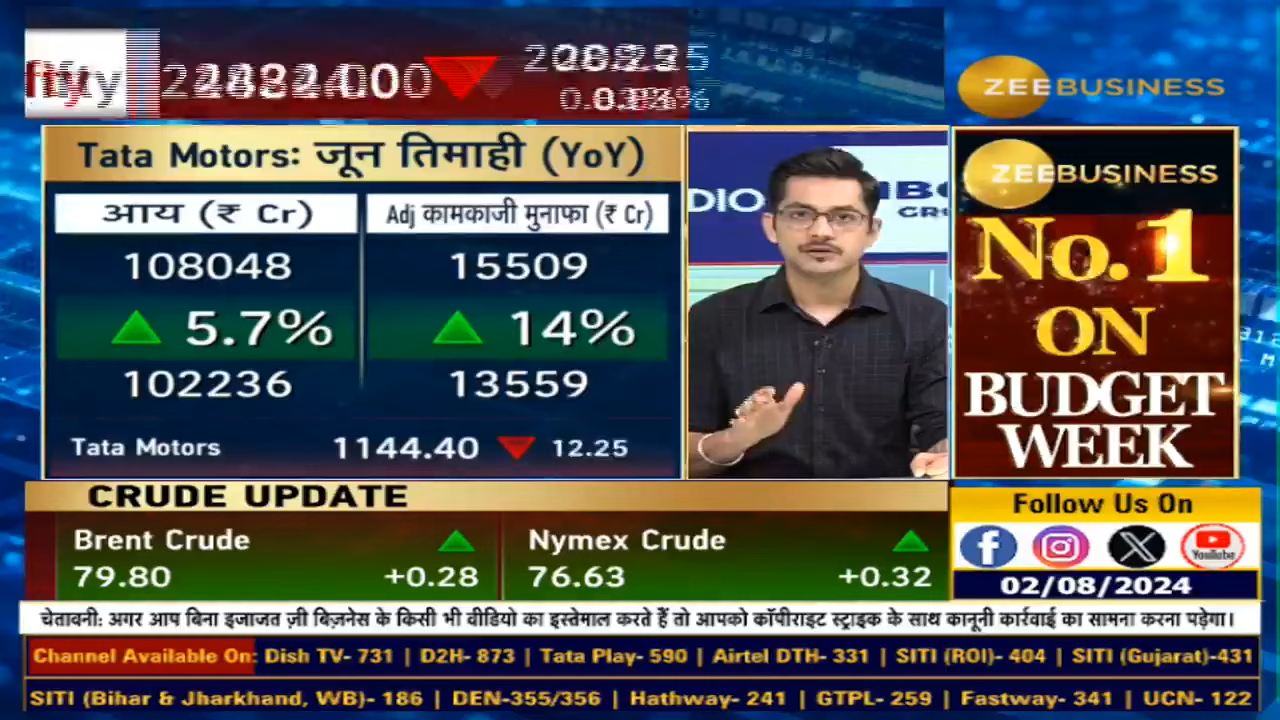 ZEEBUSINESS
Tata Motors: जून तिमाही (YoY)
आय (₹ Cr)
Adj कामकाजी मुनाफा (₹ Cr)
108048
15509
5.7%
14%
102236
13559
Tata Motors 1144.40 12.25
DIO
ZEEBUSINESS
No. 1
ON
BUDGET
WEEK
CRUDE UPDATE
Brent Crude
79.80 +0.28
Nymex Crude
76.63 +0.32
Follow Us On
YouTube
02/08/2024
चेतावनी: अगर आप बिना इजाजत ज़ी बिज़नेस के किसी भी वीडियो का इस्तेमाल करते हैं तो आपको कॉपीराइट स्ट्राइक के साथ कानूनी कार्रवाई का सामना करना पड़ेगा।
Channel Available On: Dish TV- 731 | D2H- 873 | Tata Play- 590 | Airtel DTH- 331 | SITI (ROI)- 404 | SITI (Gujarat)-431
SITI (Bihar & Jharkhand, WB)- 186 | DEN-355/356 | Hathway- 241 | GTPL- 259 | Fastway- 341 | UCN- 122